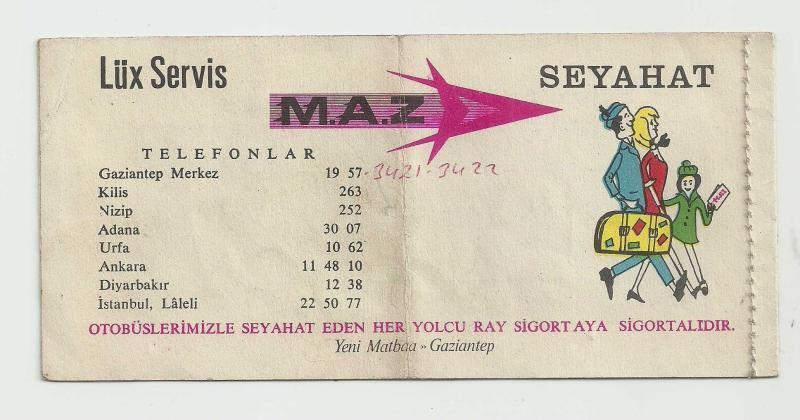 Lüx Servis
M.A.Z
SEYAHAT
TELEFONLAR
Gaziantep Merkez 19 57-3421-3422
Kilis 263
Nizip 252
Adana 30 07
Urfa 10 62
Ankara 11 48 10
Diyarbakır 12 38
İstanbul, Lâleli 22 50 77
OTOBÜSLERİMİZLE SEYAHAT EDEN HER YOLCU RAY SİGORTAYA SİGORTALIDIR.
Yeni Matbaa » Gaziantep